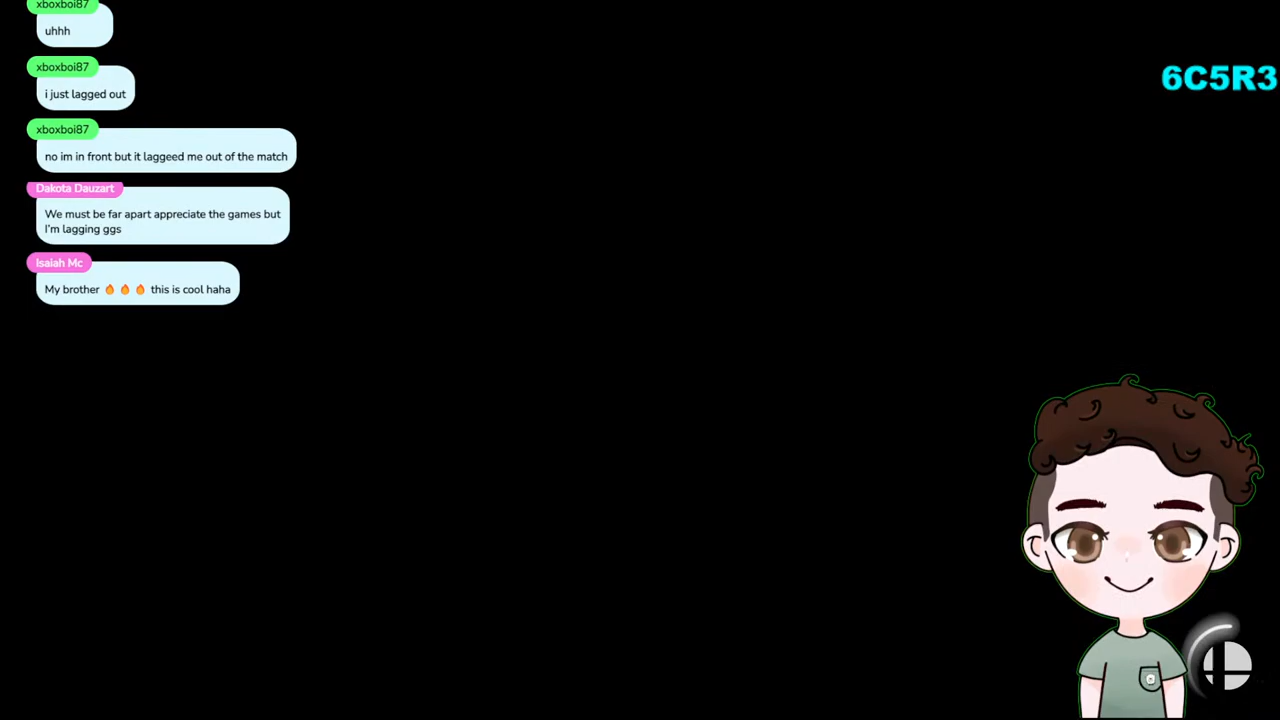 xboxboi87
uhhh
xboxboi87
i just lagged out
xboxboi87
no im in front but it laggeed me out of the match
Dakota Dauzart
We must be far apart appreciate the games but
I'm lagging ggs
Isaiah Mc
My brother 🔥 🔥 🔥 this is cool haha
6C5R3